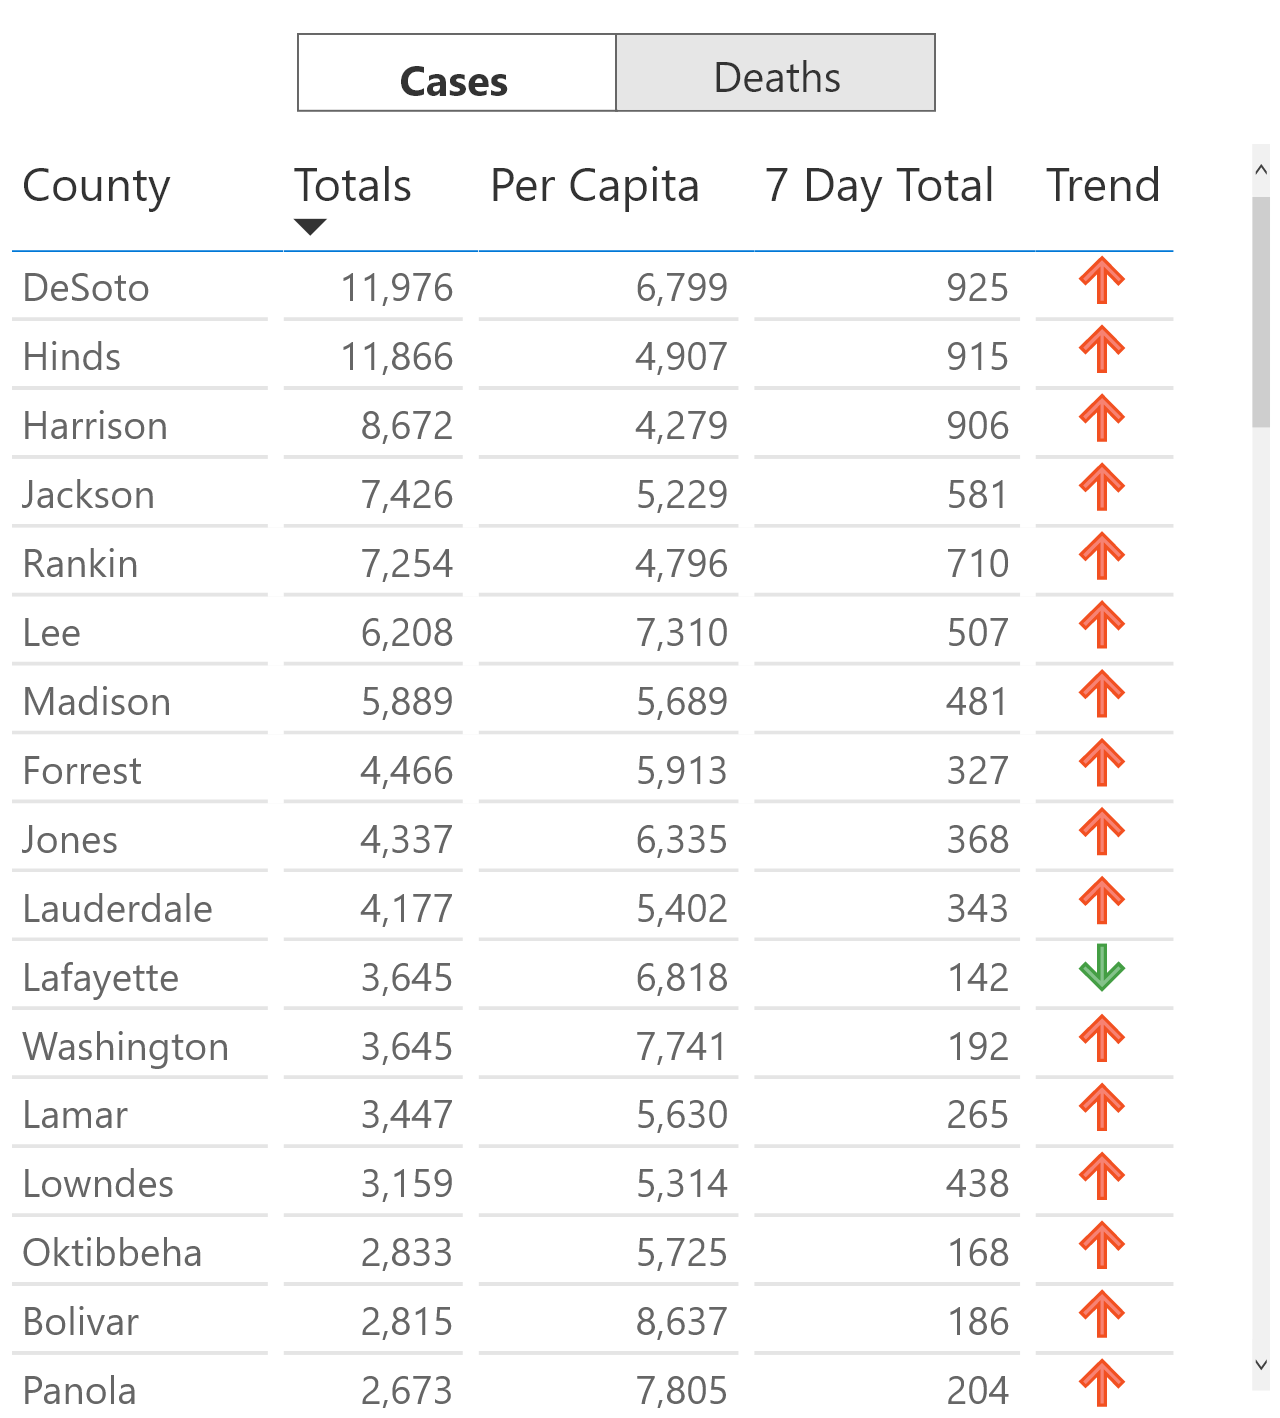 Cases Deaths
County Totals Per Capita 7 Day Total Trend
DeSoto 11,976 6,799 925
Hinds 11,866 4,907 915
Harrison 8,672 4,279 906
Jackson 7,426 5,229 581
Rankin 7,254 4,796 710
Lee 6,208 7,310 507
Madison 5,889 5,689 481
Forrest 4,466 5,913 327
Jones 4,337 6,335 368
Lauderdale 4,177 5,402 343
Lafayette 3,645 6,818 142
Washington 3,645 7,741 192
Lamar 3,447 5,630 265
Lowndes 3,159 5,314 438
Oktibbeha 2,833 5,725 168
Bolivar 2,815 8,637 186
Panola 2,673 7,805 204